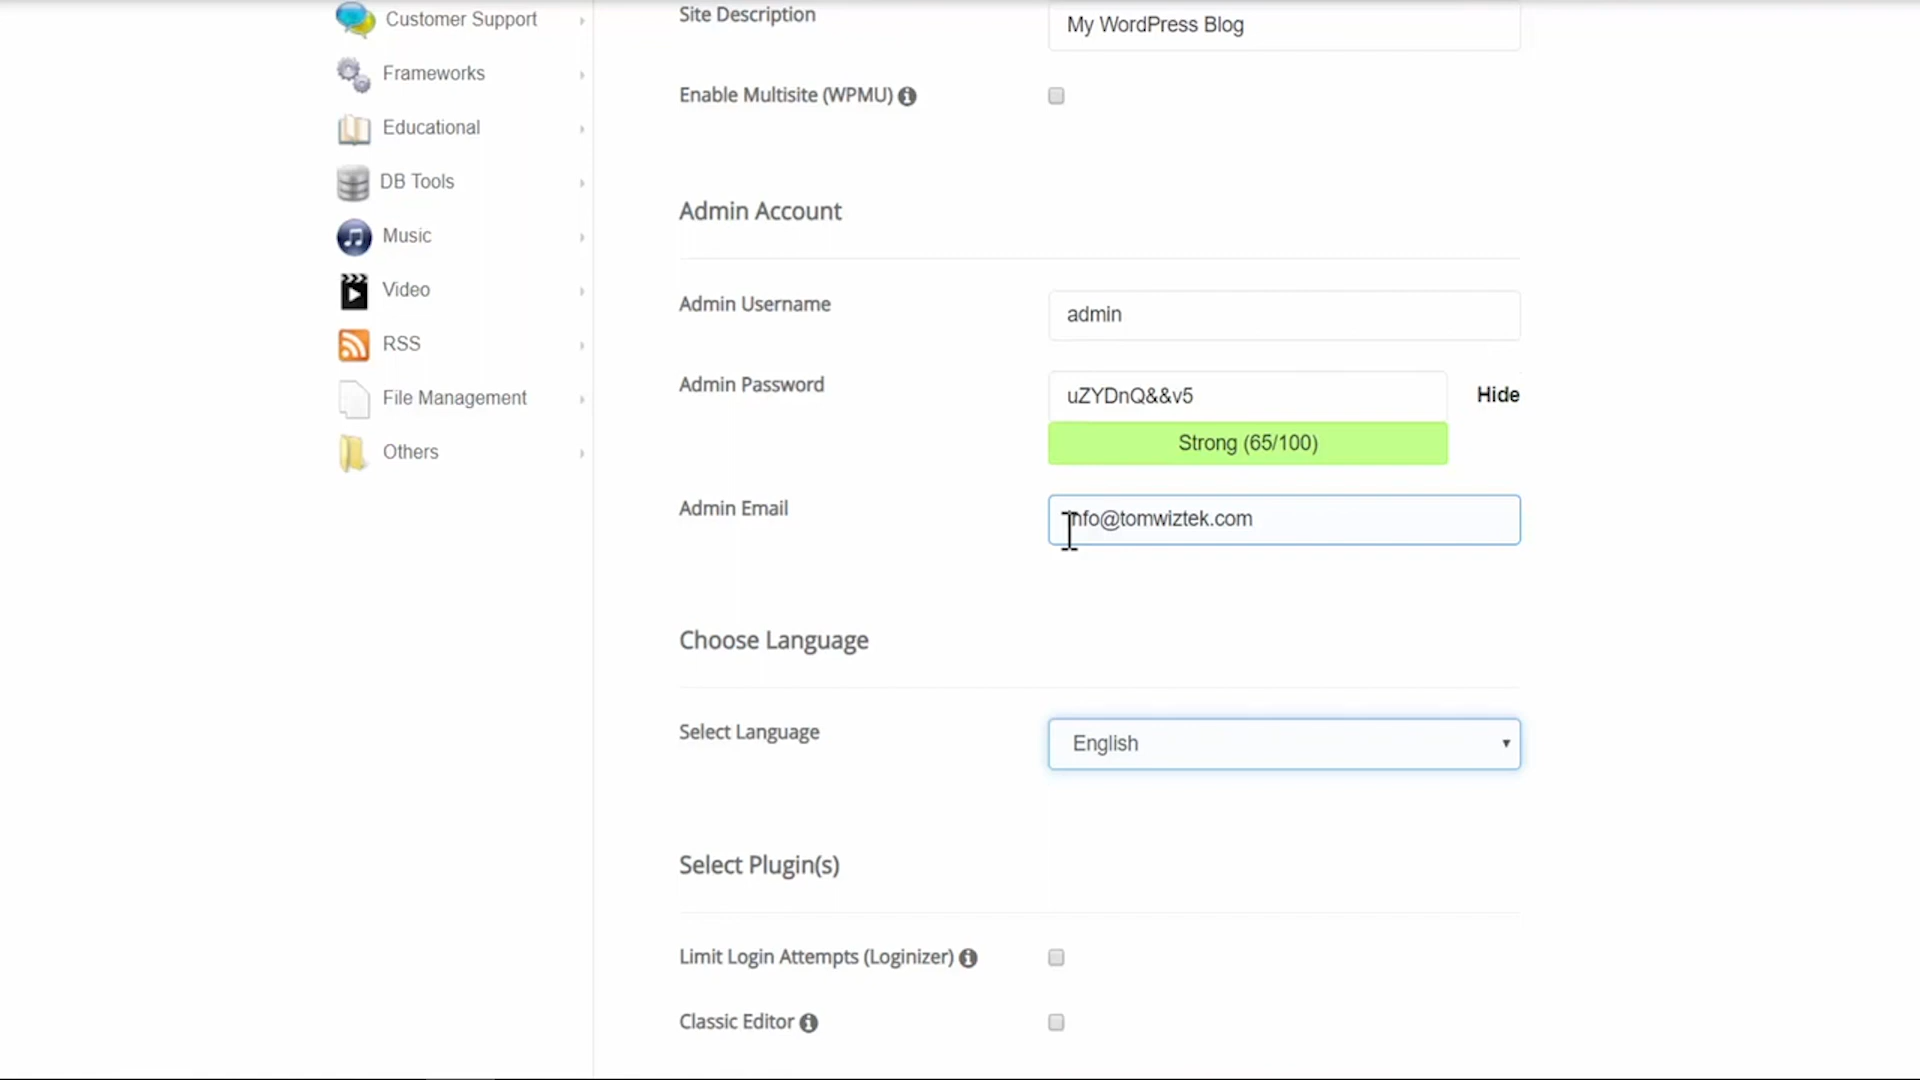 Customer Support
Frameworks
Educational
DB Tools
Music
Video
RSS
File Management
Others
Site Description
My WordPress Blog
Enable Multisite (WPMU)
Admin Account
Admin Username
admin
Admin Password
uZYDnQ&&v5
Hide
Strong (65/100)
Admin Email
info@tomwiztek.com
Choose Language
Select Language
English
Select Plugin(s)
Limit Login Attempts (Loginizer)
Classic Editor